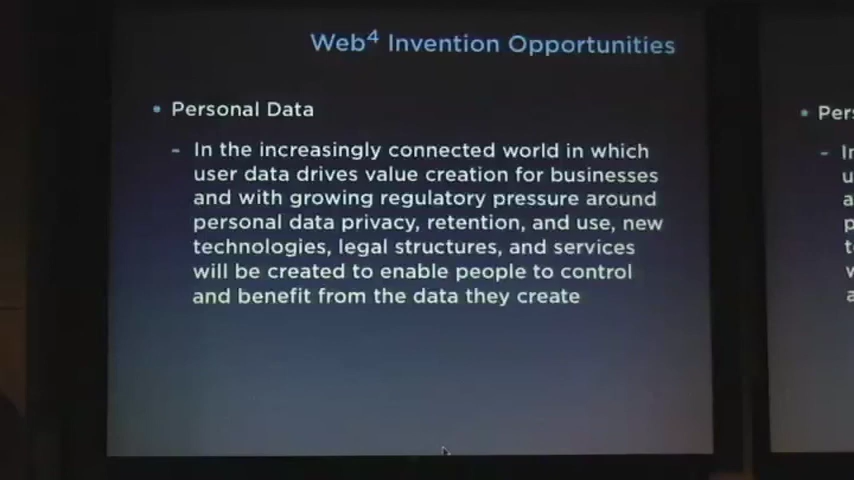 Web⁴ Invention Opportunities
• Personal Data
- In the increasingly connected world in which
user data drives value creation for businesses
and with growing regulatory pressure around
personal data privacy, retention, and use, new
technologies, legal structures, and services
will be created to enable people to control
and benefit from the data they create